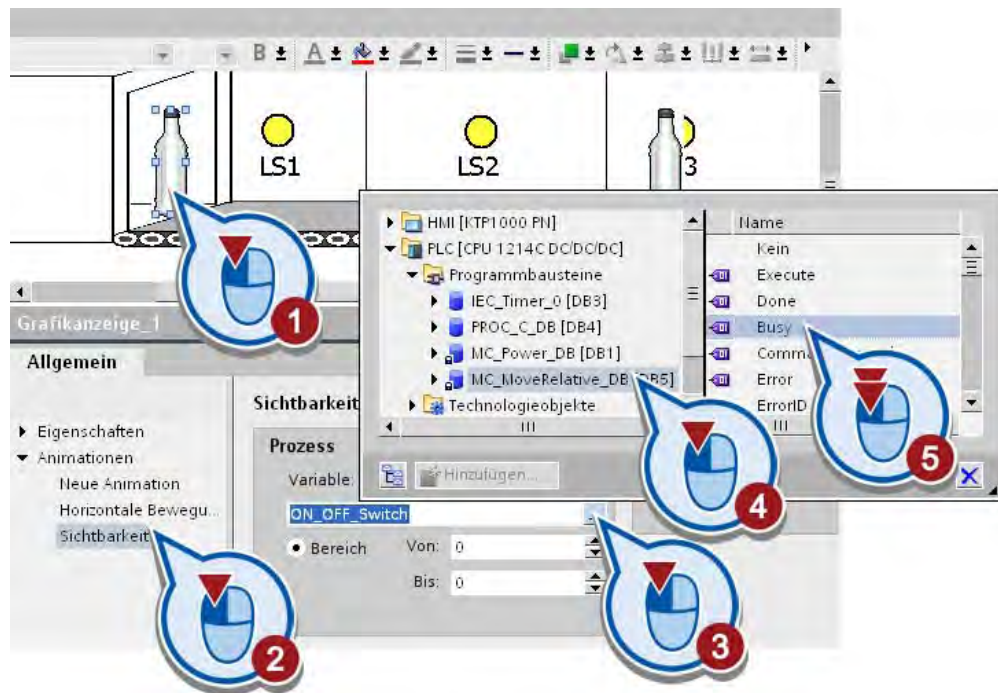 B A
LS1 LS2 3
HMI [KTP1000 PN]
PLC [CPU 1214C DC/DC/DC]
Programmbausteine
IEC_Timer_0 [DB3]
PROC_C_DB [DB4]
MC_Power_DB [DB1]
MC_MoveRelative_DB [DB5]
Technologieobjekte
Hinzufügen...
Name
Kein
Execute
Done
Busy
Comma
Error
ErrorID
1
Grafikanzeige_1
Allgemein
Eigenschaften
Animationen
Neue Animation
Horizontale Bewegu...
Sichtbarkeit
2
Sichtbarkeit
Prozess
Variable:
ON_OFF_Switch
Bereich Von: 0
Bis: 0
3
4
5